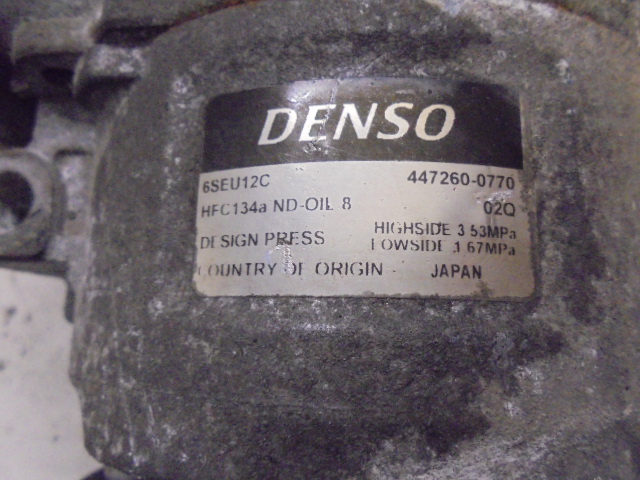 DENSO
6SEU12C 447260-0770
HFC134a ND-OIL 8 02Q
DESIGN PRESS HIGHSIDE 3.53MPa
LOWSIDE 1.67MPa
COUNTRY OF ORIGIN JAPAN